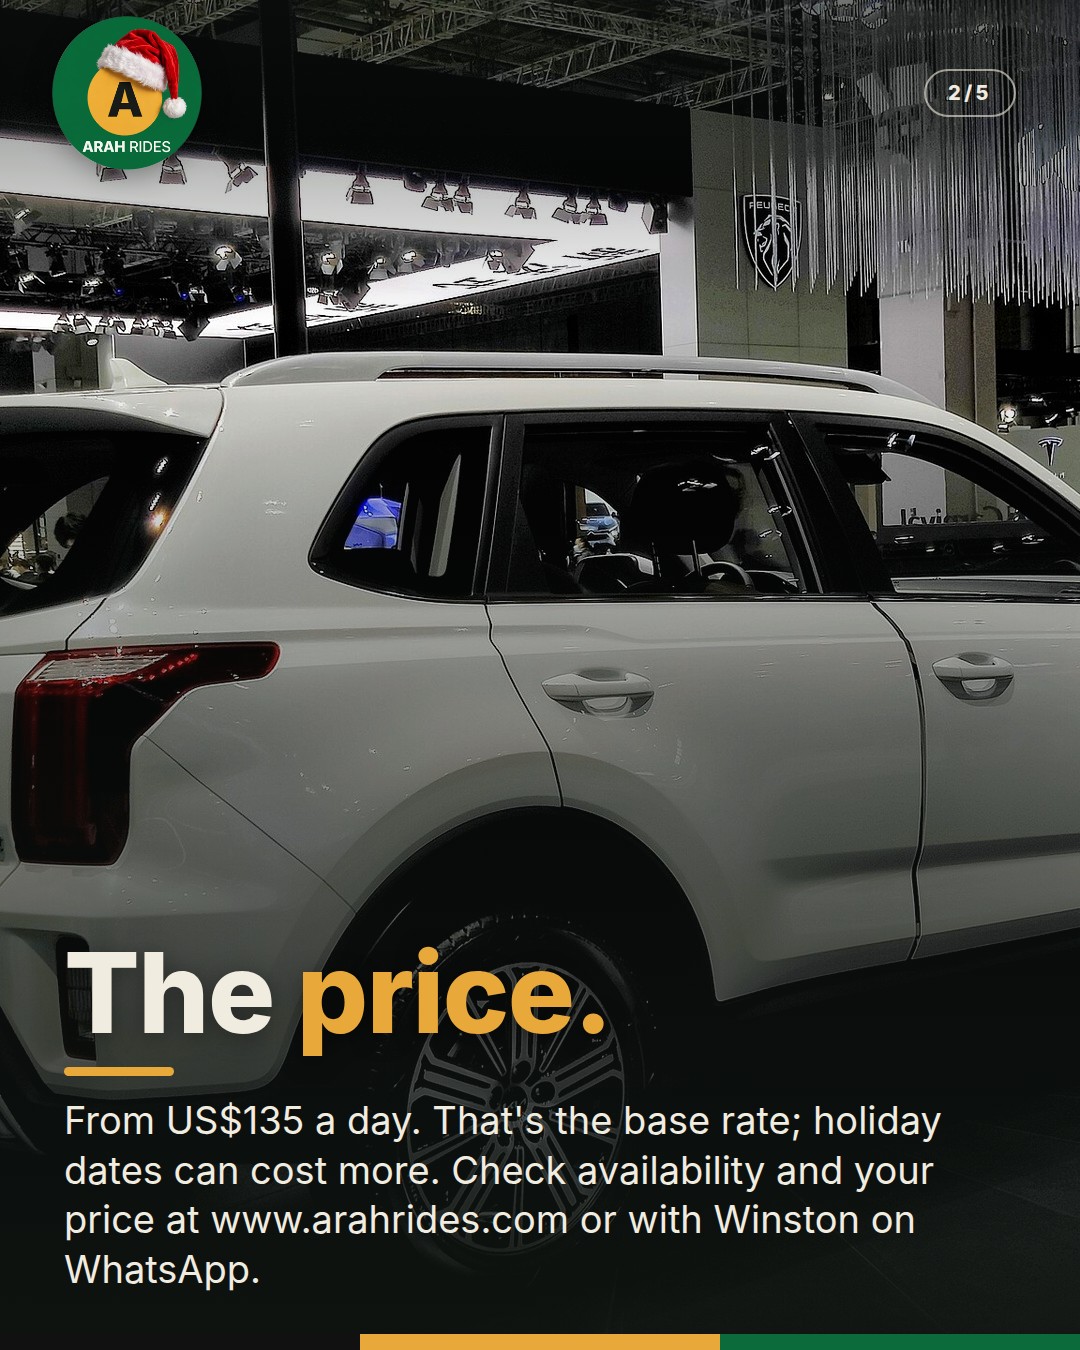 A
ARAH RIDES
2/5
PEUGEOT
The price.
From US$135 a day. That's the base rate; holiday
dates can cost more. Check availability and your
price at www.arahrides.com or with Winston on
WhatsApp.